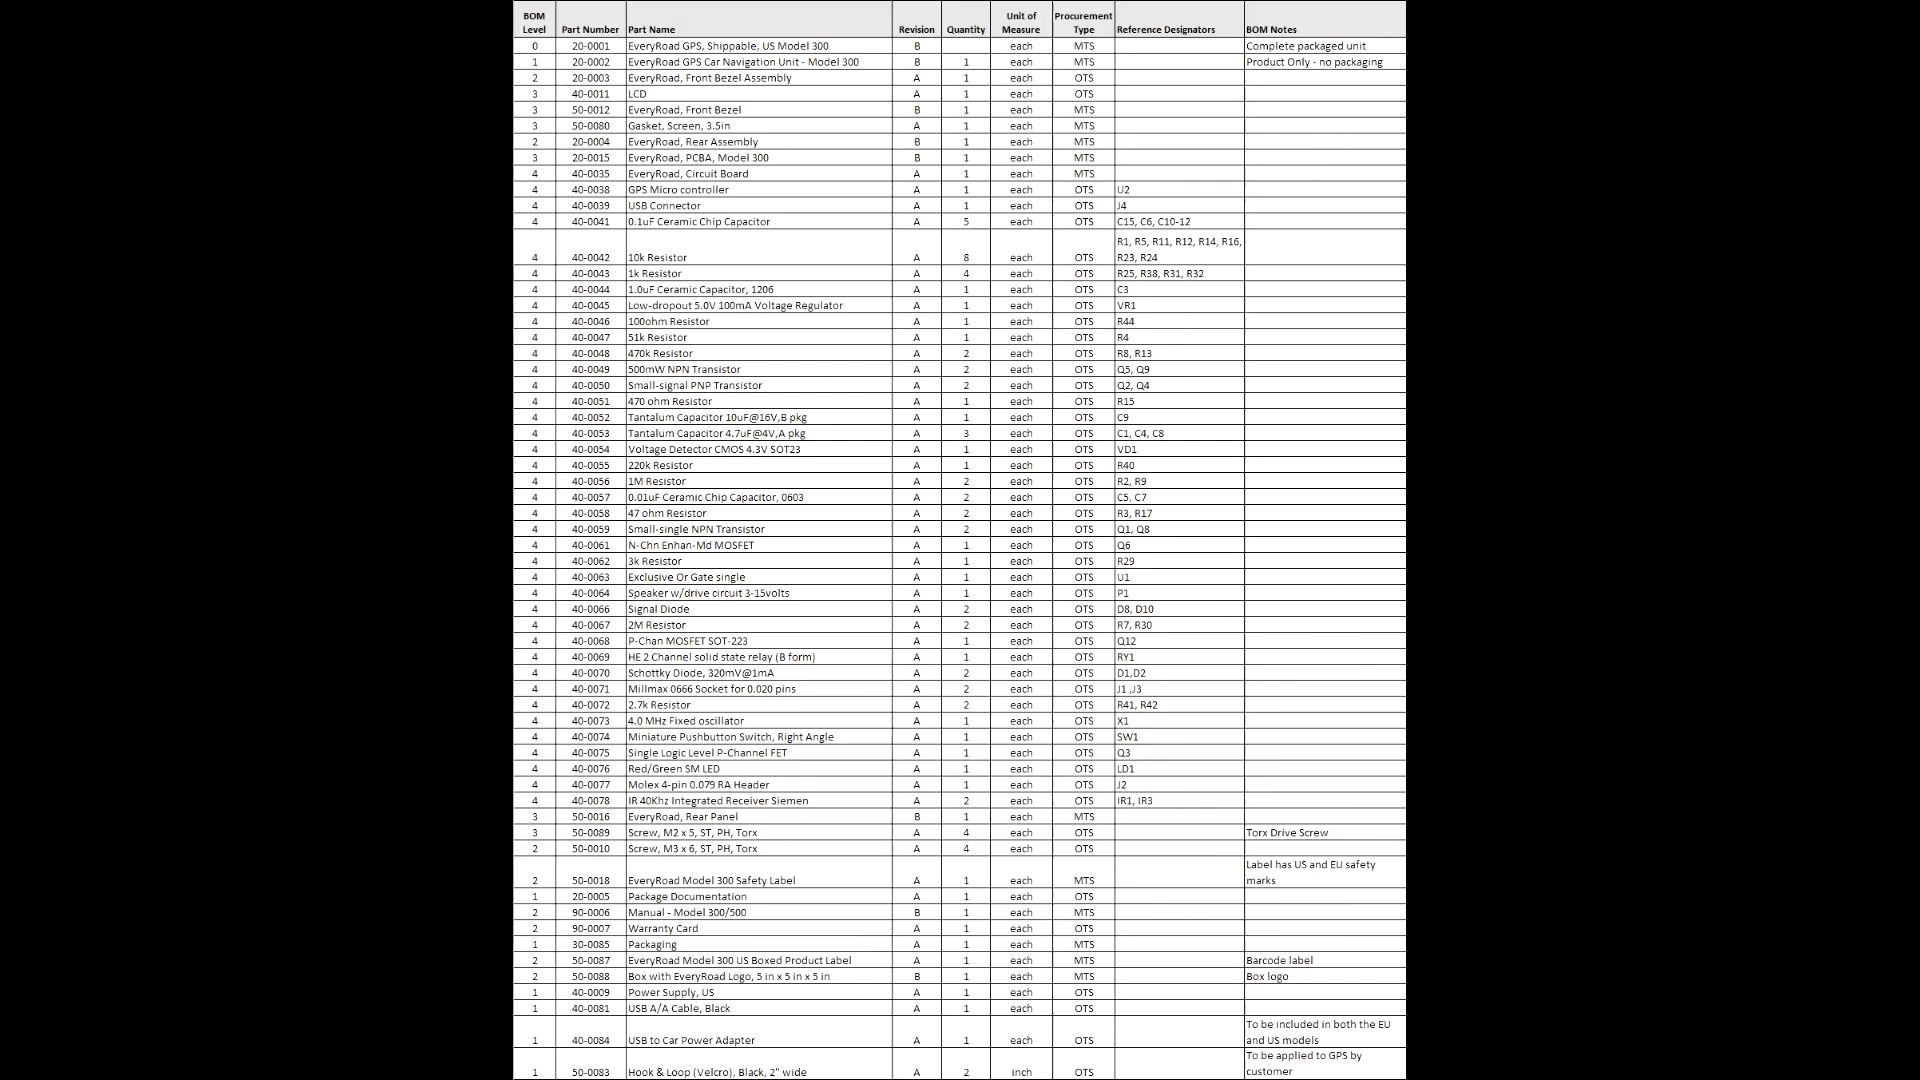 BOM Level Part Number Part Name Revision Quantity Unit of Measure Procurement Type Reference Designators BOM Notes
0 20-0001 EveryRoad GPS, Shippable, US Model 300 B each MTS Complete packaged unit
1 20-0002 EveryRoad GPS Car Navigation Unit - Model 300 B 1 each MTS Product Only - no packaging
2 20-0003 EveryRoad, Front Bezel Assembly A 1 each OTS
3 40-0011 LCD A 1 each OTS
3 50-0012 EveryRoad, Front Bezel B 1 each MTS
3 50-0080 Gasket, Screen, 3.5in A 1 each MTS
2 20-0004 EveryRoad, Rear Assembly B 1 each MTS
3 20-0015 EveryRoad, PCBA, Model 300 B 1 each MTS
4 40-0035 EveryRoad, Circuit Board A 1 each MTS
4 40-0038 GPS Micro controller A 1 each OTS U2
4 40-0039 USB Connector A 1 each OTS J4
4 40-0041 0.1uF Ceramic Chip Capacitor A 5 each OTS C15, C6, C10-12
R1, R5, R11, R12, R14, R16,
4 40-0042 10k Resistor A 8 each OTS R23, R24
4 40-0043 1k Resistor A 4 each OTS R25, R38, R31, R32
4 40-0044 1.0uF Ceramic Capacitor, 1206 A 1 each OTS C3
4 40-0045 Low-dropout 5.0V 100mA Voltage Regulator A 1 each OTS VR1
4 40-0046 100ohm Resistor A 1 each OTS R44
4 40-0047 51k Resistor A 1 each OTS R4
4 40-0048 470k Resistor A 2 each OTS R8, R13
4 40-0049 500mW NPN Transistor A 2 each OTS Q5, Q9
4 40-0050 Small-signal PNP Transistor A 2 each OTS Q2, Q4
4 40-0051 470 ohm Resistor A 1 each OTS R15
4 40-0052 Tantalum Capacitor 10uF@16V,B pkg A 1 each OTS C9
4 40-0053 Tantalum Capacitor 4.7uF@4V,A pkg A 3 each OTS C1, C4, C8
4 40-0054 Voltage Detector CMOS 4.3V SOT23 A 1 each OTS VD1
4 40-0055 220k Resistor A 1 each OTS R40
4 40-0056 1M Resistor A 2 each OTS R2, R9
4 40-0057 0.01uF Ceramic Chip Capacitor, 0603 A 2 each OTS C5, C7
4 40-0058 47 ohm Resistor A 2 each OTS R3, R17
4 40-0059 Small-single NPN Transistor A 2 each OTS Q1, Q8
4 40-0061 N-Chn Enhan-Md MOSFET A 1 each OTS Q6
4 40-0062 3k Resistor A 1 each OTS R29
4 40-0063 Exclusive Or Gate single A 1 each OTS U1
4 40-0064 Speaker w/drive circuit 3-15volts A 1 each OTS P1
4 40-0066 Signal Diode A 2 each OTS D8, D10
4 40-0067 2M Resistor A 2 each OTS R7, R30
4 40-0068 P-Chan MOSFET SOT-223 A 1 each OTS Q12
4 40-0069 HE 2 Channel solid state relay (B form) A 1 each OTS RY1
4 40-0070 Schottky Diode, 320mV@1mA A 2 each OTS D1,D2
4 40-0071 Millmax 0666 Socket for 0.020 pins A 2 each OTS J1 ,J3
4 40-0072 2.7k Resistor A 2 each OTS R41, R42
4 40-0073 4.0 MHz Fixed oscillator A 1 each OTS X1
4 40-0074 Miniature Pushbutton Switch, Right Angle A 1 each OTS SW1
4 40-0075 Single Logic Level P-Channel FET A 1 each OTS Q3
4 40-0076 Red/Green SM LED A 1 each OTS LD1
4 40-0077 Molex 4-pin 0.079 RA Header A 1 each OTS J2
4 40-0078 IR 40Khz Integrated Receiver Siemen A 2 each OTS IR1, IR3
3 50-0016 EveryRoad, Rear Panel B 1 each MTS
3 50-0089 Screw, M2 x 5, ST, PH, Torx A 4 each OTS Torx Drive Screw
2 50-0010 Screw, M3 x 6, ST, PH, Torx A 4 each OTS
Label has US and EU safety
2 50-0018 EveryRoad Model 300 Safety Label A 1 each MTS marks
1 20-0005 Package Documentation A 1 each OTS
2 90-0006 Manual - Model 300/500 B 1 each MTS
2 90-0007 Warranty Card A 1 each OTS
1 30-0085 Packaging A 1 each MTS
2 50-0087 EveryRoad Model 300 US Boxed Product Label A 1 each MTS Barcode label
2 50-0088 Box with EveryRoad Logo, 5 in x 5 in x 5 in B 1 each MTS Box logo
1 40-0009 Power Supply, US A 1 each OTS
1 40-0081 USB A/A Cable, Black A 1 each OTS
To be included in both the EU
1 40-0084 USB to Car Power Adapter A 1 each OTS and US models
To be applied to GPS by
1 50-0083 Hook & Loop (Velcro), Black, 2" wide A 2 inch OTS customer